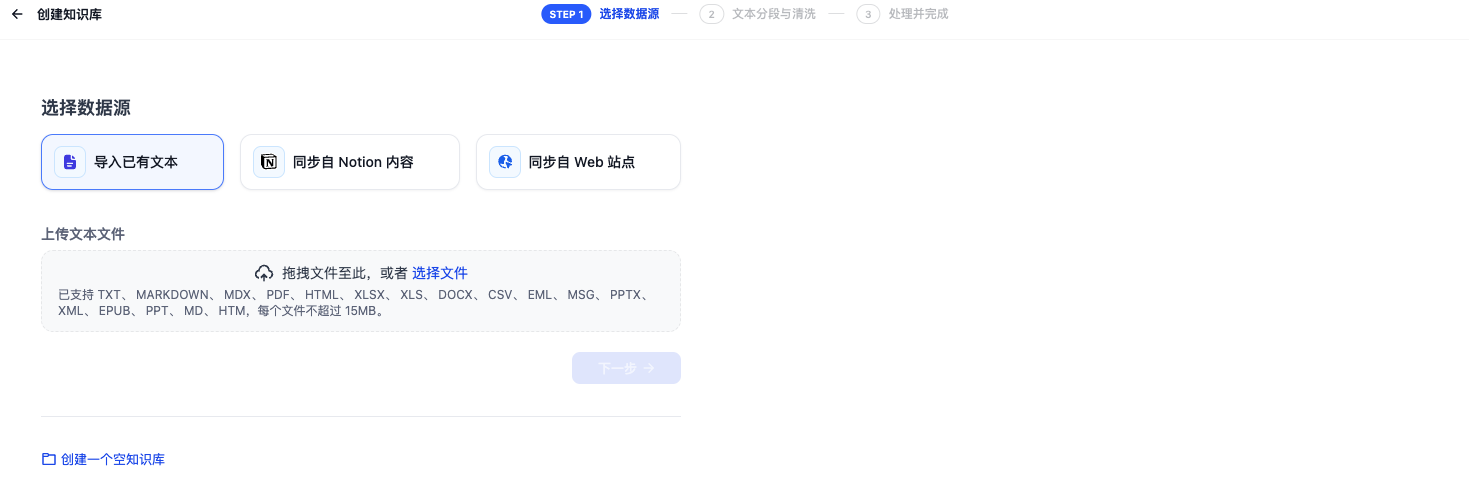 创建知识库
STEP 1 选择数据源 2 文本分段与清洗 3 处理并完成
选择数据源
导入已有文本
同步自 Notion 内容
同步自 Web 站点
上传文本文件
拖拽文件至此，或者 选择文件
已支持 TXT、 MARKDOWN、 MDX、 PDF、 HTML、 XLSX、 XLS、 DOCX、 CSV、 EML、 MSG、 PPTX、
XML、 EPUB、 PPT、 MD、 HTM，每个文件不超过 15MB。
下一步
创建一个空知识库